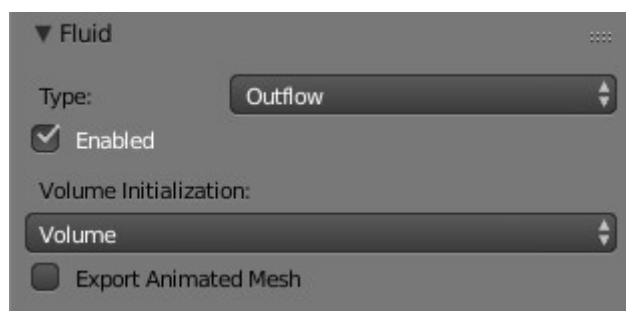 Fluid
Type: Outflow
Enabled
Volume Initialization:
Volume
Export Animated Mesh